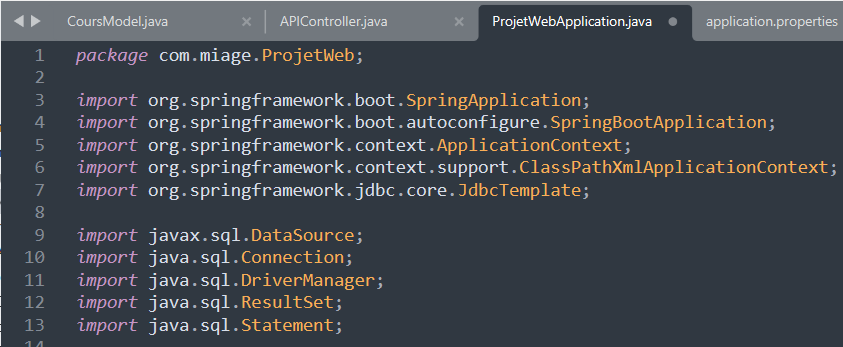 CoursModel.java × APIController.java × ProjetWebApplication.java application.properties
1 package com.miage.ProjetWeb;
2
3 import org.springframework.boot.SpringApplication;
4 import org.springframework.boot.autoconfigure.SpringBootApplication;
5 import org.springframework.context.ApplicationContext;
6 import org.springframework.context.support.ClassPathXmlApplicationContext;
7 import org.springframework.jdbc.core.JdbcTemplate;
8
9 import javax.sql.DataSource;
10 import java.sql.Connection;
11 import java.sql.DriverManager;
12 import java.sql.ResultSet;
13 import java.sql.Statement;
14